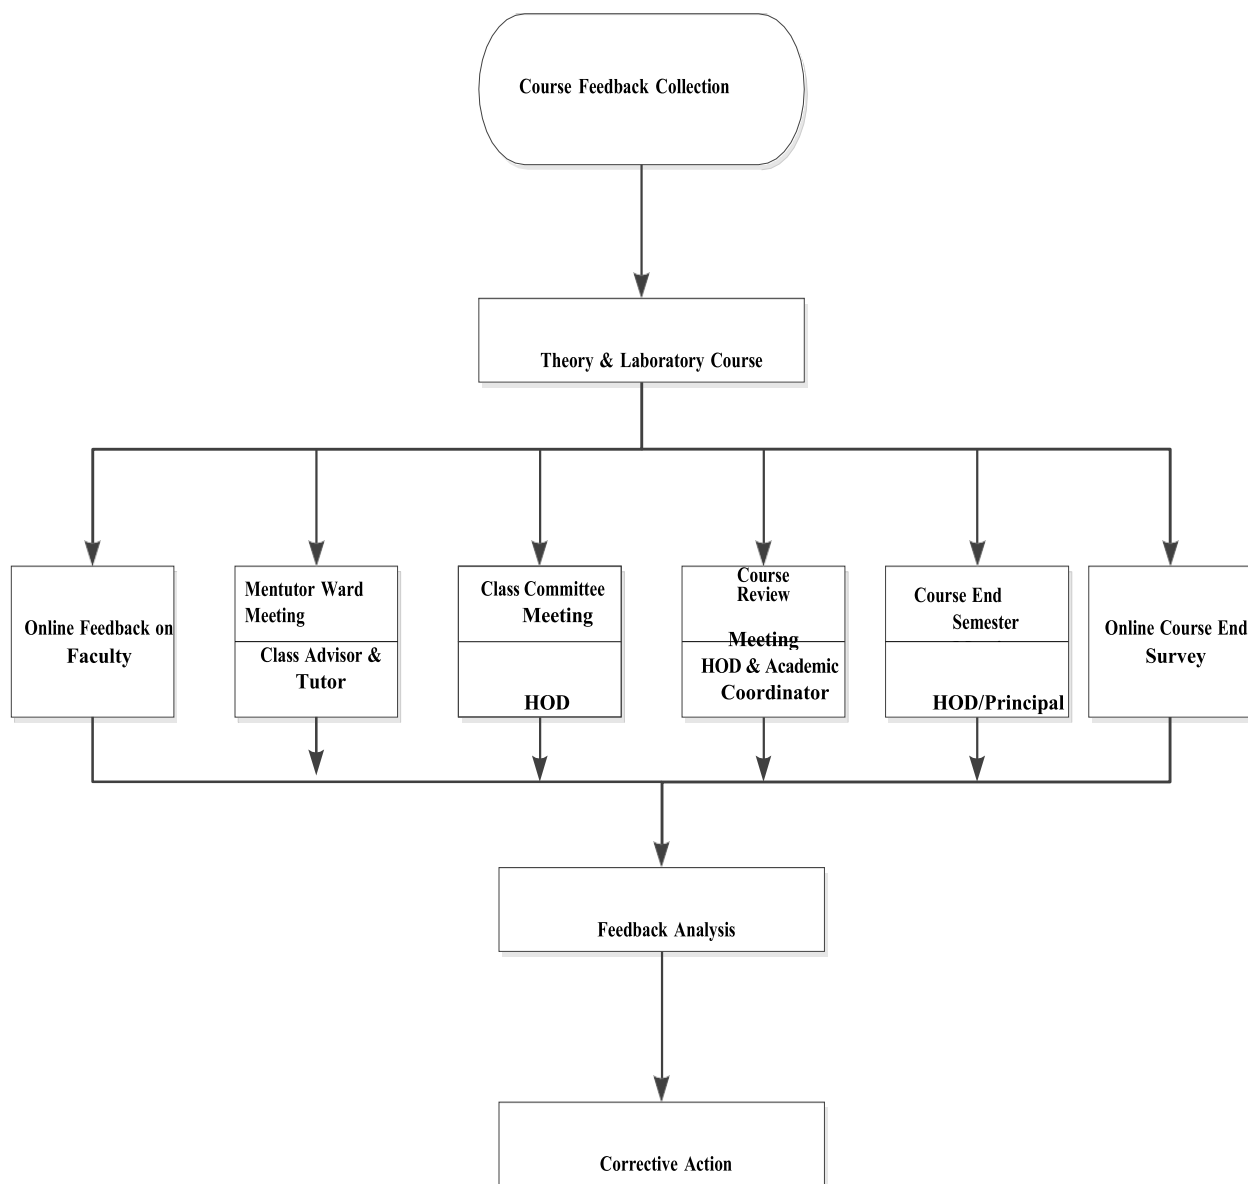 Course Feedback Collection
Theory & Laboratory Course
Online Feedback on
Faculty
Mentutor Ward
Meeting
Class Advisor &
Tutor
Class Committee
Meeting
HOD
Course
Review
Meeting
HOD & Academic
Coordinator
Course End
Semester
HOD/Principal
Online Course End
Survey
Feedback Analysis
Corrective Action